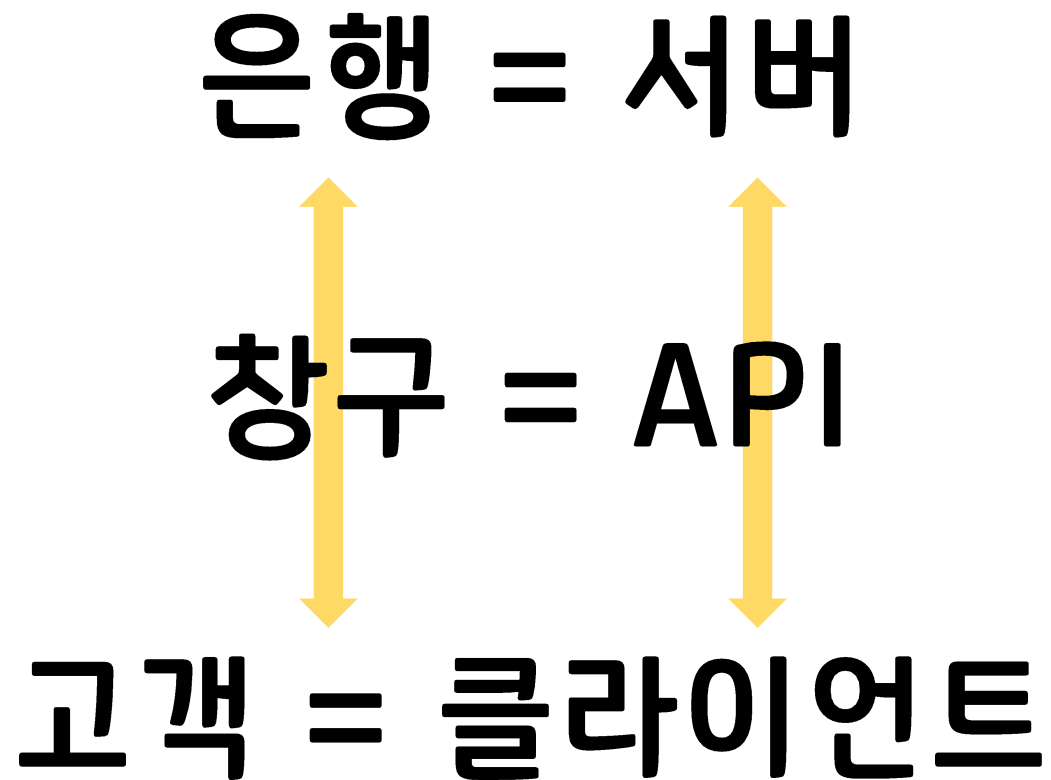 은행 = 서버
창구 = API
고객 = 클라이언트